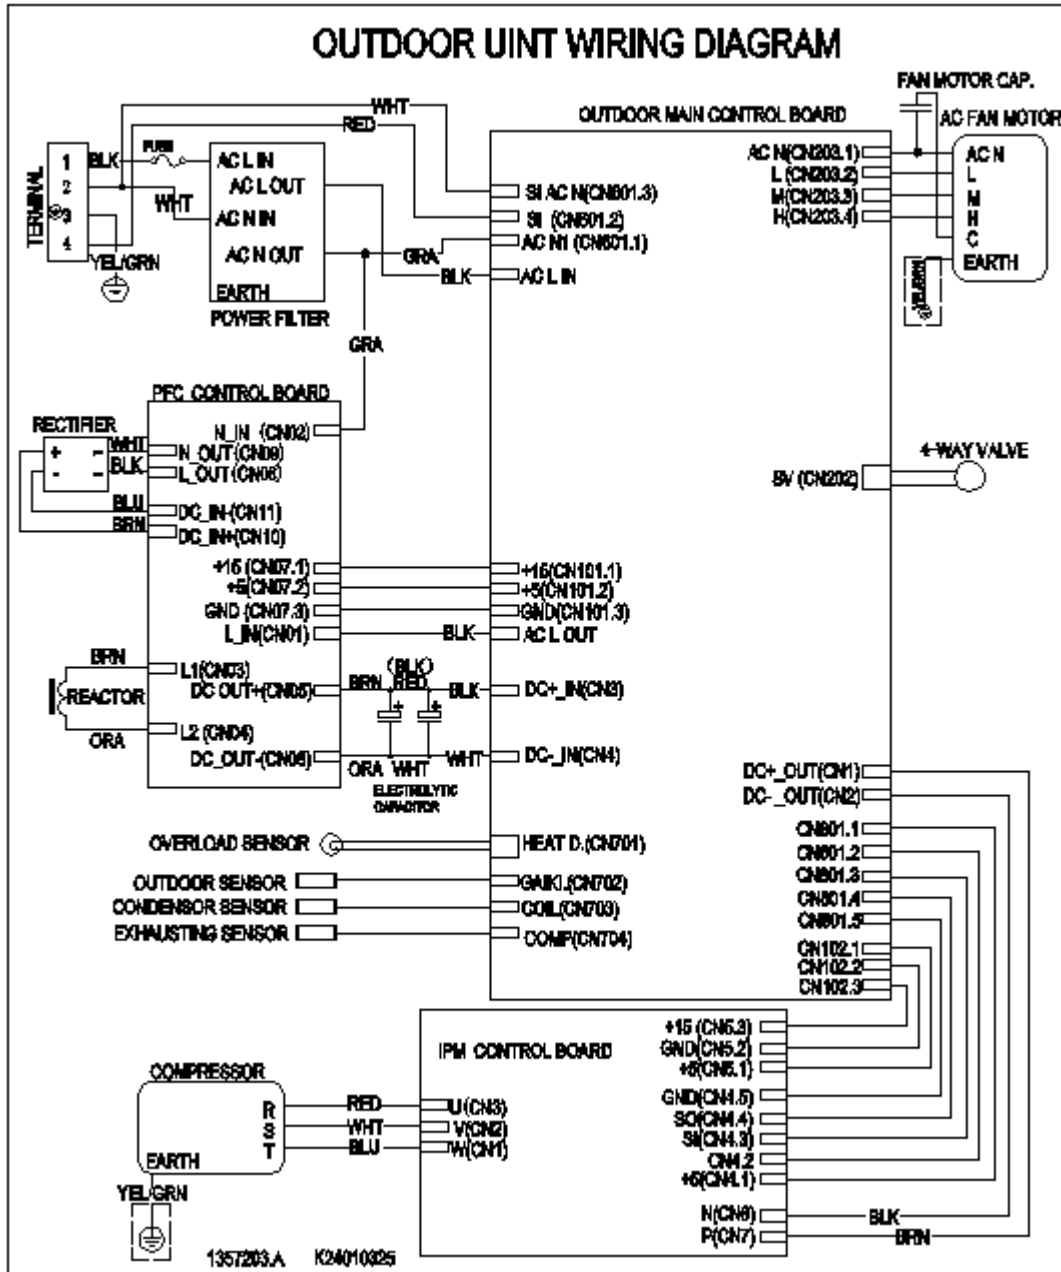 OUTDOOR UINT WIRING DIAGRAM
FAN MOTOR CAP.
WHT
OUTDOOR MAIN CONTROL BOARD
AC FAN MOTOR
RED
TERMINAL
1
2
3
4
BLK
FUSE
WHT
YEL/GRN
AC L IN
AC L OUT
AC N IN
AC N OUT
EARTH
POWER FILTER
GRA
BLK
GRA
SI AC N(CN601.3)
SI (CN601.2)
AC N1 (CN601.1)
AC L IN
AC N(CN203.1)
L (CN203.2)
M(CN203.3)
H(CN203.4)
AC N
L
M
H
C
EARTH
YEL/GRN
PFC CONTROL BOARD
RECTIFIER
+ -
- -
WHT
BLK
BLU
BRN
N_IN (CN02)
N_OUT(CN09)
L_OUT(CN08)
DC_IN-(CN11)
DC_IN+(CN10)
4-WAY VALVE
SV (CN202)
+15 (CN07.1)
+5(CN07.2)
GND (CN07.3)
L_IN(CN01)
BLK
+15(CN101.1)
+5(CN101.2)
GND(CN101.3)
AC L OUT
BRN
REACTOR
ORA
L1(CN03)
DC OUT+(CN05)
L2 (CN04)
DC_OUT-(CN06)
(BLK)
BRN RED
BLK
+ +
ORA WHT
WHT
ELECTROLYTIC
DC+_IN(CN3)
DC-_IN(CN4)
DC+_OUT(CN1)
DC-_OUT(CN2)
OVERLOAD SENSOR
HEAT D.(CN701)
OUTDOOR SENSOR
GAIKI.(CN702)
CONDENSOR SENSOR
COIL(CN703)
EXHAUSTING SENSOR
COMP(CN704)
CN801.1
CN801.2
CN801.3
CN801.4
CN801.5
CN102.1
CN102.2
CN102.3
IPM CONTROL BOARD
+15 (CN5.3)
GND(CN5.2)
+5(CN5.1)
GND(CN4.5)
SO(CN4.4)
SI(CN4.3)
CN4.2
+5(CN4.1)
N(CN6)
P(CN7)
BLK
BRN
COMPRESSOR
R
S
T
EARTH
RED
WHT
BLU
U(CN3)
V(CN2)
W(CN1)
YEL/GRN
1357203.A K24010325